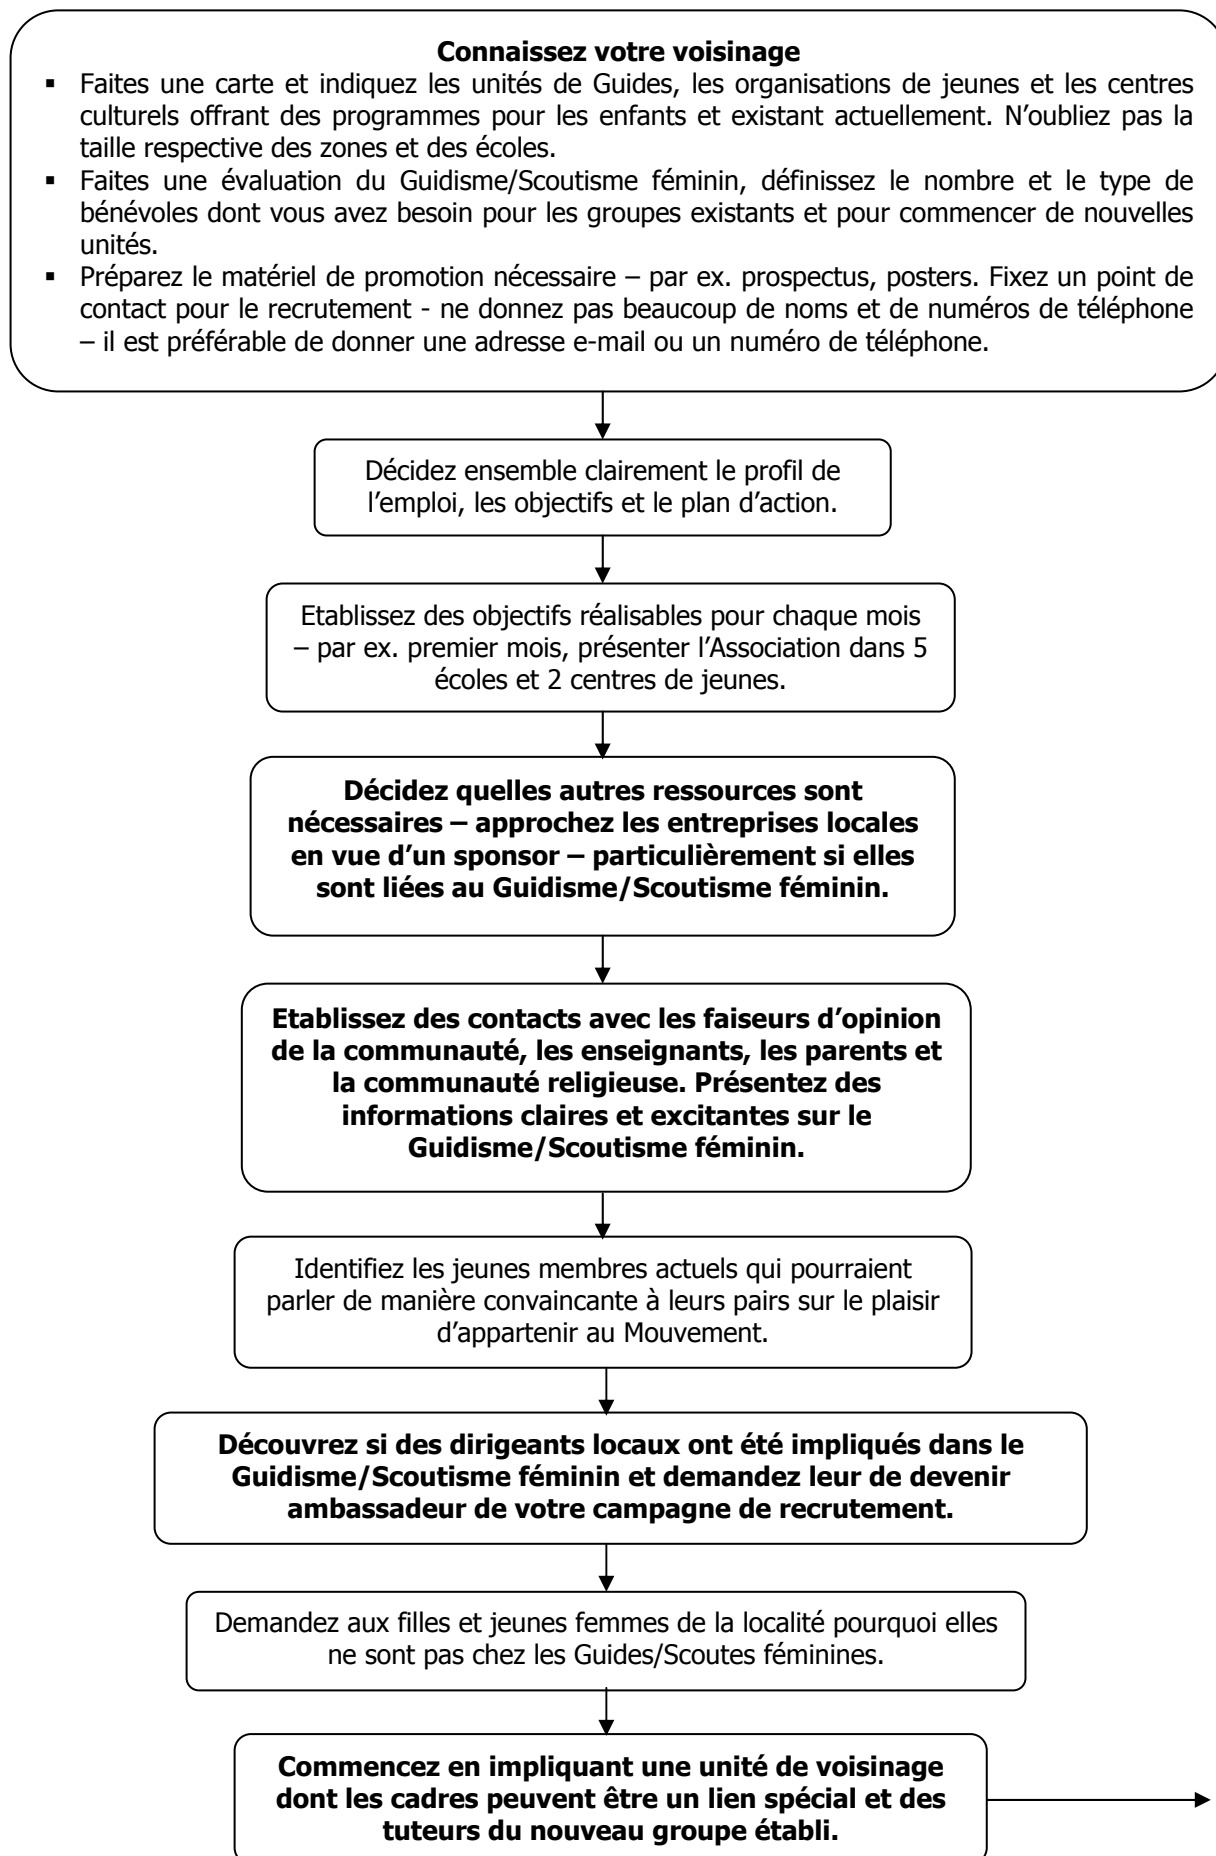 Connaissez votre voisinage
▪ Faites une carte et indiquez les unités de Guides, les organisations de jeunes et les centres
culturels offrant des programmes pour les enfants et existant actuellement. N’oubliez pas la
taille respective des zones et des écoles.
▪ Faites une évaluation du Guidisme/Scoutisme féminin, définissez le nombre et le type de
bénévoles dont vous avez besoin pour les groupes existants et pour commencer de nouvelles
unités.
▪ Préparez le matériel de promotion nécessaire – par ex. prospectus, posters. Fixez un point de
contact pour le recrutement - ne donnez pas beaucoup de noms et de numéros de téléphone
– il est préférable de donner une adresse e-mail ou un numéro de téléphone.
Décidez ensemble clairement le profil de
l’emploi, les objectifs et le plan d’action.
Etablissez des objectifs réalisables pour chaque mois
– par ex. premier mois, présenter l’Association dans 5
écoles et 2 centres de jeunes.
Décidez quelles autres ressources sont
nécessaires – approchez les entreprises locales
en vue d’un sponsor – particulièrement si elles
sont liées au Guidisme/Scoutisme féminin.
Etablissez des contacts avec les faiseurs d’opinion
de la communauté, les enseignants, les parents et
la communauté religieuse. Présentez des
informations claires et excitantes sur le
Guidisme/Scoutisme féminin.
Identifiez les jeunes membres actuels qui pourraient
parler de manière convaincante à leurs pairs sur le plaisir
d’appartenir au Mouvement.
Découvrez si des dirigeants locaux ont été impliqués dans le
Guidisme/Scoutisme féminin et demandez leur de devenir
ambassadeur de votre campagne de recrutement.
Demandez aux filles et jeunes femmes de la localité pourquoi elles
ne sont pas chez les Guides/Scoutes féminines.
Commencez en impliquant une unité de voisinage
dont les cadres peuvent être un lien spécial et des
tuteurs du nouveau groupe établi.